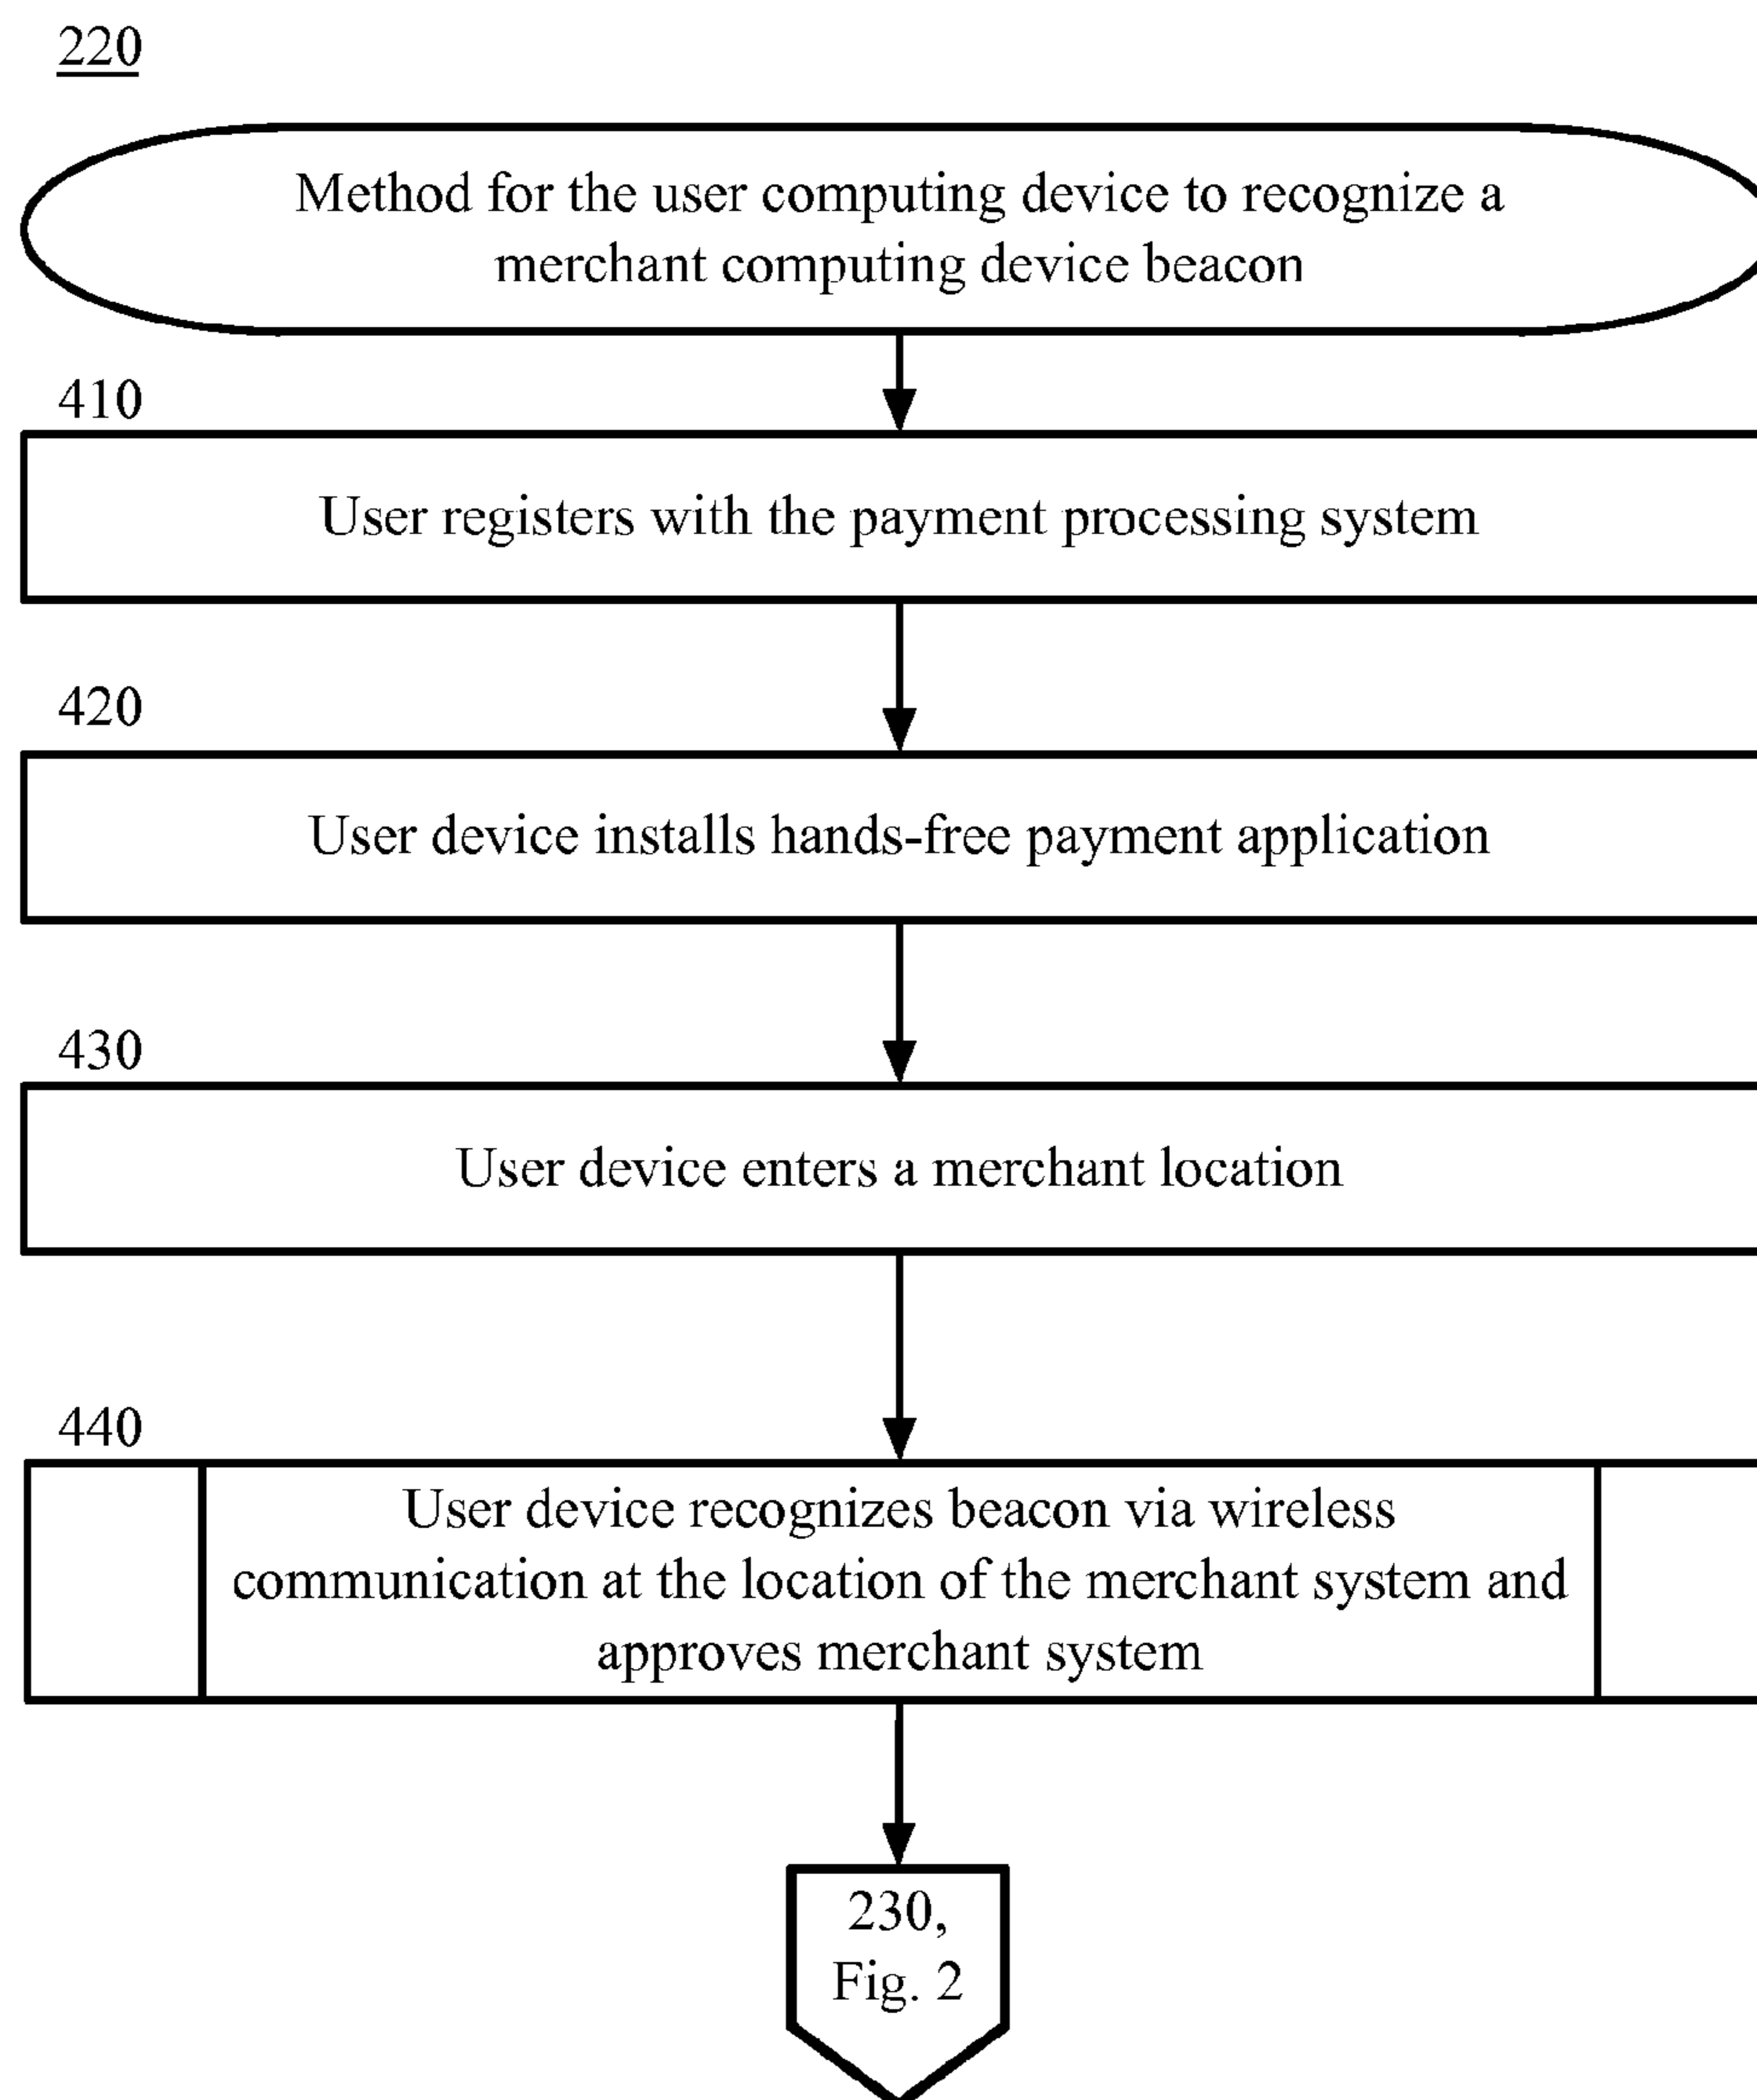 220
Method for the user computing device to recognize a
merchant computing device beacon
410
User registers with the payment processing system
420
User device installs hands-free payment application
430
User device enters a merchant location
440
User device recognizes beacon via wireless
communication at the location of the merchant system and
approves merchant system
230,
Fig. 2